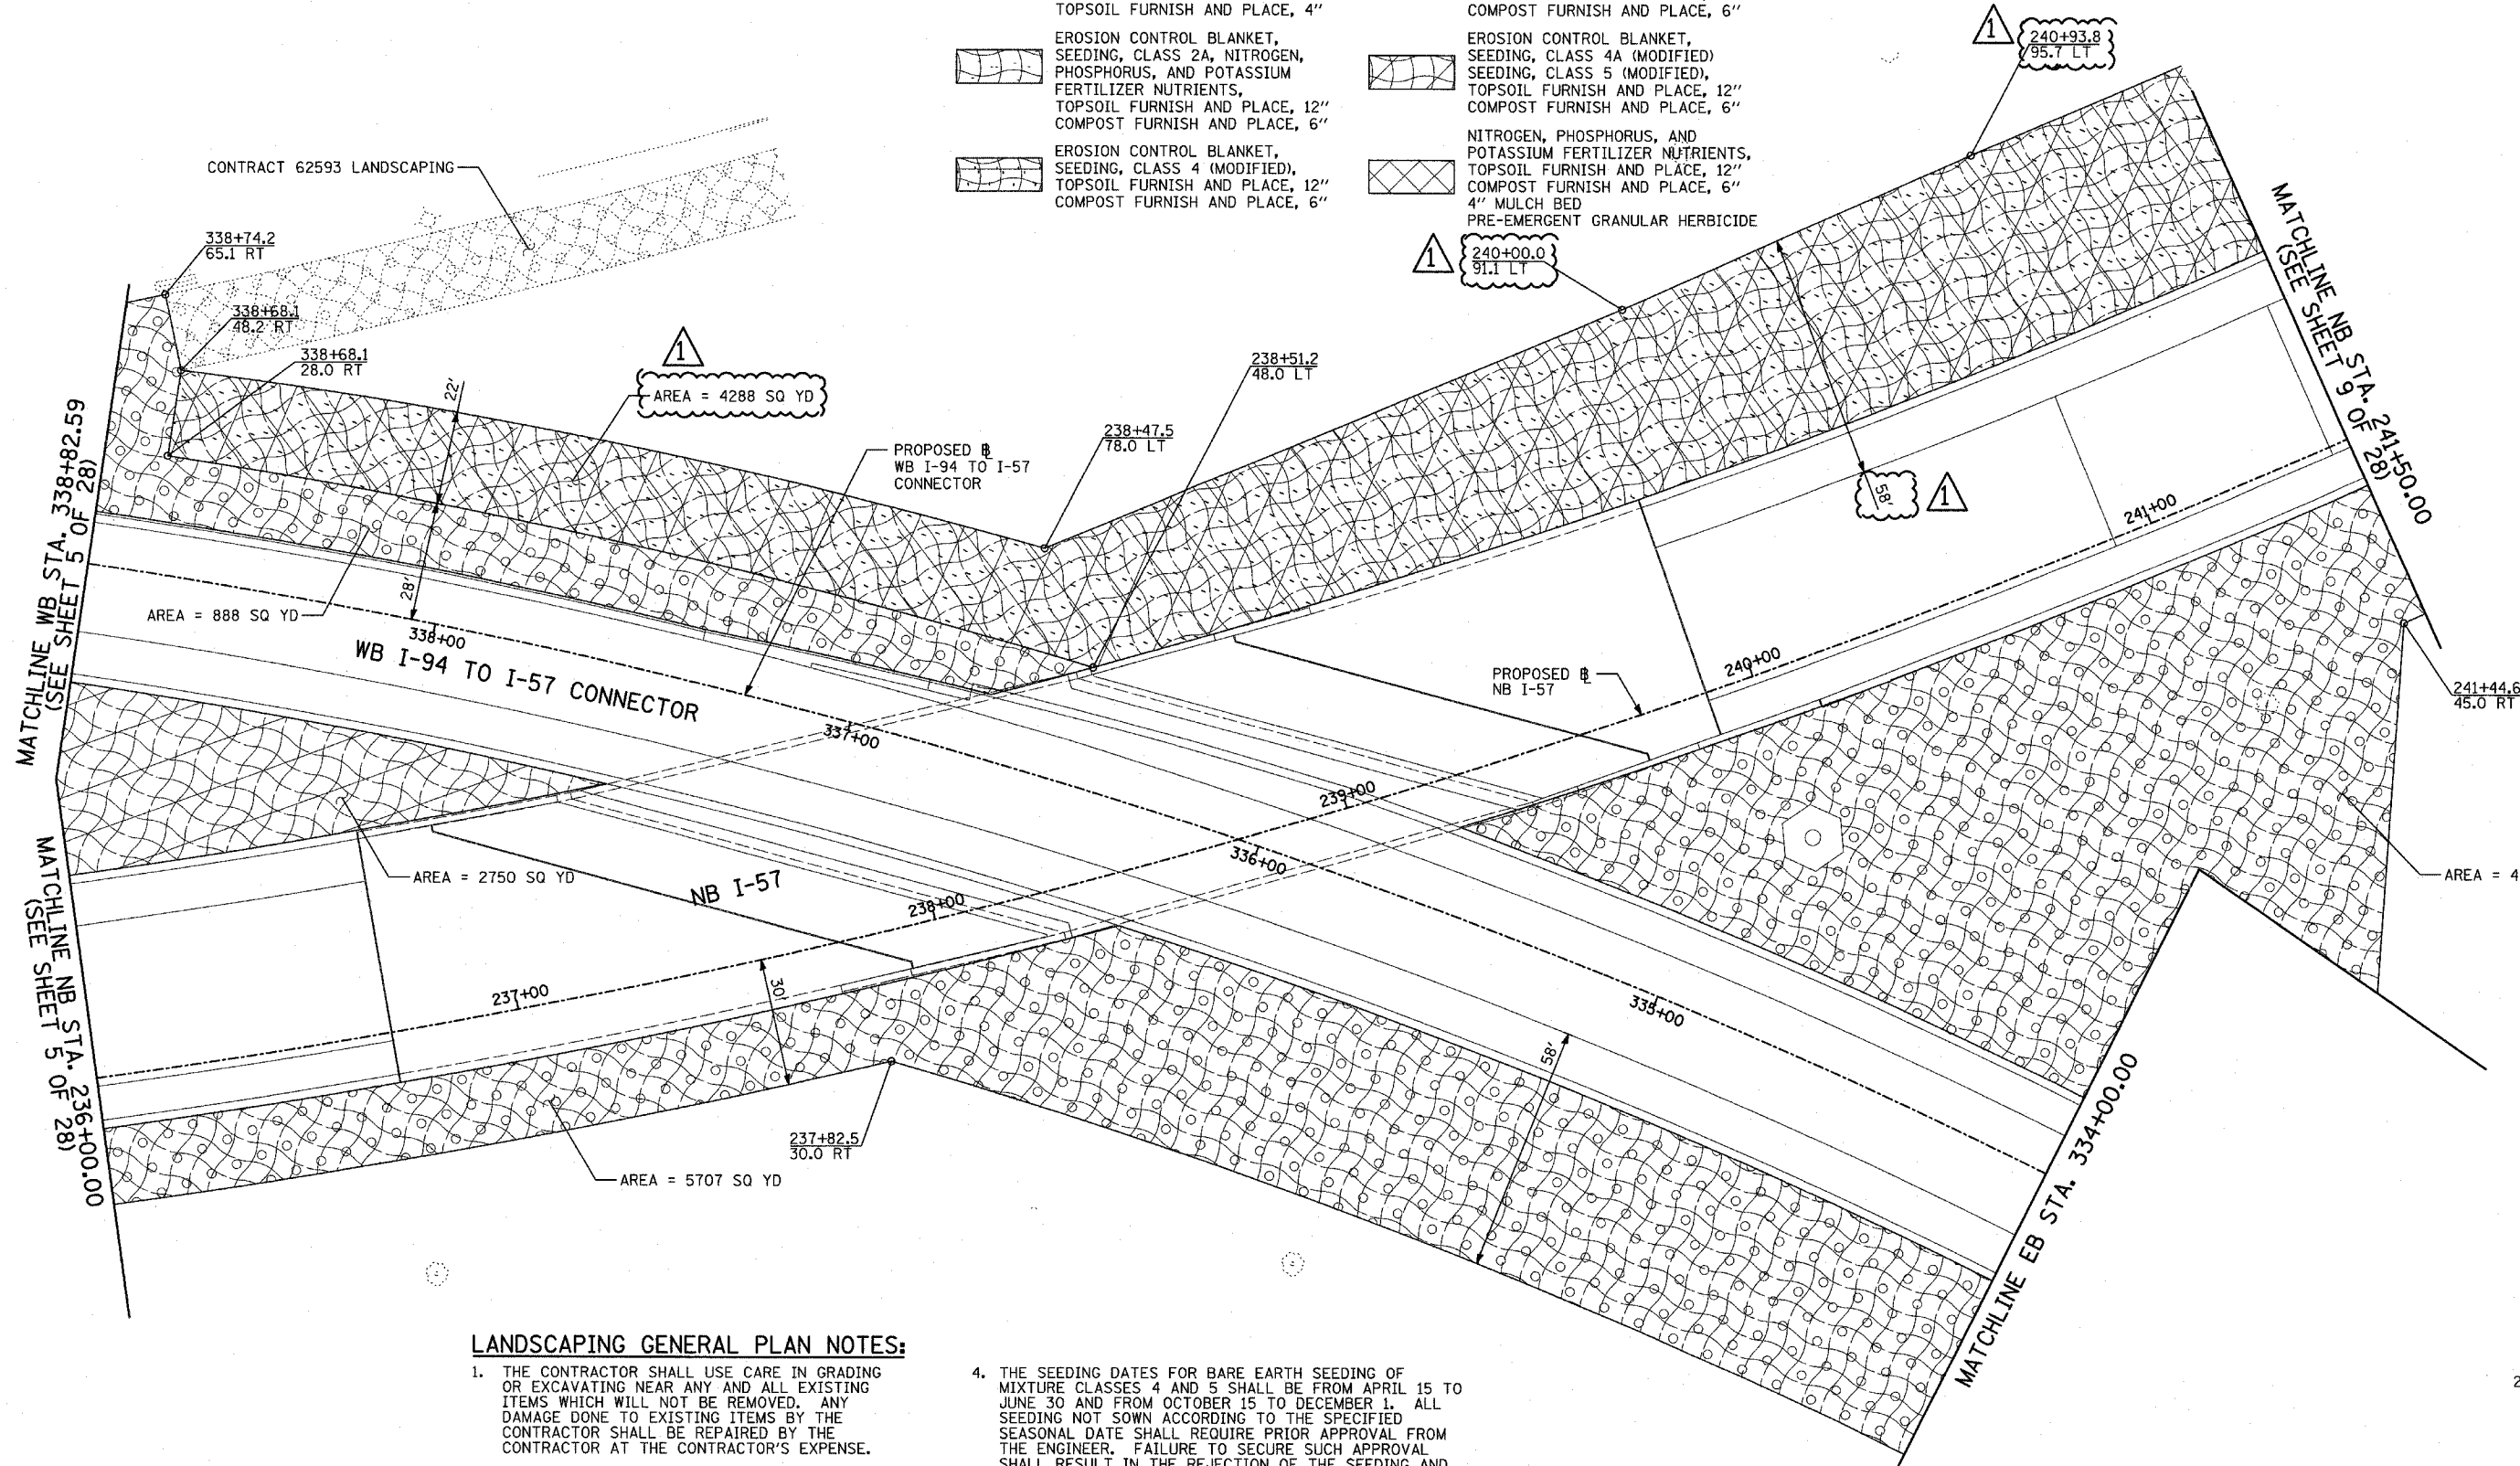 TOPSOIL FURNISH AND PLACE, 4"
EROSION CONTROL BLANKET,
SEEDING, CLASS 2A, NITROGEN,
PHOSPHORUS, AND POTASSIUM
FERTILIZER NUTRIENTS,
TOPSOIL FURNISH AND PLACE, 12"
COMPOST FURNISH AND PLACE, 6"
EROSION CONTROL BLANKET,
SEEDING, CLASS 4 (MODIFIED),
TOPSOIL FURNISH AND PLACE, 12"
COMPOST FURNISH AND PLACE, 6"
COMPOST FURNISH AND PLACE, 6"
EROSION CONTROL BLANKET,
SEEDING, CLASS 4A (MODIFIED)
SEEDING, CLASS 5 (MODIFIED),
TOPSOIL FURNISH AND PLACE, 12"
COMPOST FURNISH AND PLACE, 6"
NITROGEN, PHOSPHORUS, AND
POTASSIUM FERTILIZER NUTRIENTS,
TOPSOIL FURNISH AND PLACE, 12"
COMPOST FURNISH AND PLACE, 6"
4" MULCH BED
PRE-EMERGENT GRANULAR HERBICIDE
1
240+93.8
95.7 LT
1
240+00.0
91.1 LT
CONTRACT 62593 LANDSCAPING
338+74.2
65.1 RT
338+68.1
48.2 RT
338+68.1
28.0 RT
22'
1
AREA = 4288 SQ YD
PROPOSED ℄
WB I-94 TO I-57
CONNECTOR
238+47.5
78.0 LT
238+51.2
48.0 LT
58'
1
MATCHLINE NB STA. 241+50.00
(SEE SHEET 9 OF 28)
MATCHLINE WB STA. 338+82.59
(SEE SHEET 5 OF 28)
28'
AREA = 888 SQ YD
338+00
WB I-94 TO I-57 CONNECTOR
337+00
336+00
335+00
241+00
240+00
239+00
238+00
237+00
PROPOSED ℄
NB I-57
241+44.6
45.0 RT
AREA = 4
AREA = 2750 SQ YD
NB I-57
MATCHLINE NB STA. 236+00.00
(SEE SHEET 5 OF 28)
30'
237+82.5
30.0 RT
AREA = 5707 SQ YD
58'
MATCHLINE EB STA. 334+00.00
2
LANDSCAPING GENERAL PLAN NOTES:
1. THE CONTRACTOR SHALL USE CARE IN GRADING
OR EXCAVATING NEAR ANY AND ALL EXISTING
ITEMS WHICH WILL NOT BE REMOVED. ANY
DAMAGE DONE TO EXISTING ITEMS BY THE
CONTRACTOR SHALL BE REPAIRED BY THE
CONTRACTOR AT THE CONTRACTOR'S EXPENSE.
4. THE SEEDING DATES FOR BARE EARTH SEEDING OF
MIXTURE CLASSES 4 AND 5 SHALL BE FROM APRIL 15 TO
JUNE 30 AND FROM OCTOBER 15 TO DECEMBER 1. ALL
SEEDING NOT SOWN ACCORDING TO THE SPECIFIED
SEASONAL DATE SHALL REQUIRE PRIOR APPROVAL FROM
THE ENGINEER. FAILURE TO SECURE SUCH APPROVAL
SHALL RESULT IN THE REJECTION OF THE SEEDING AND